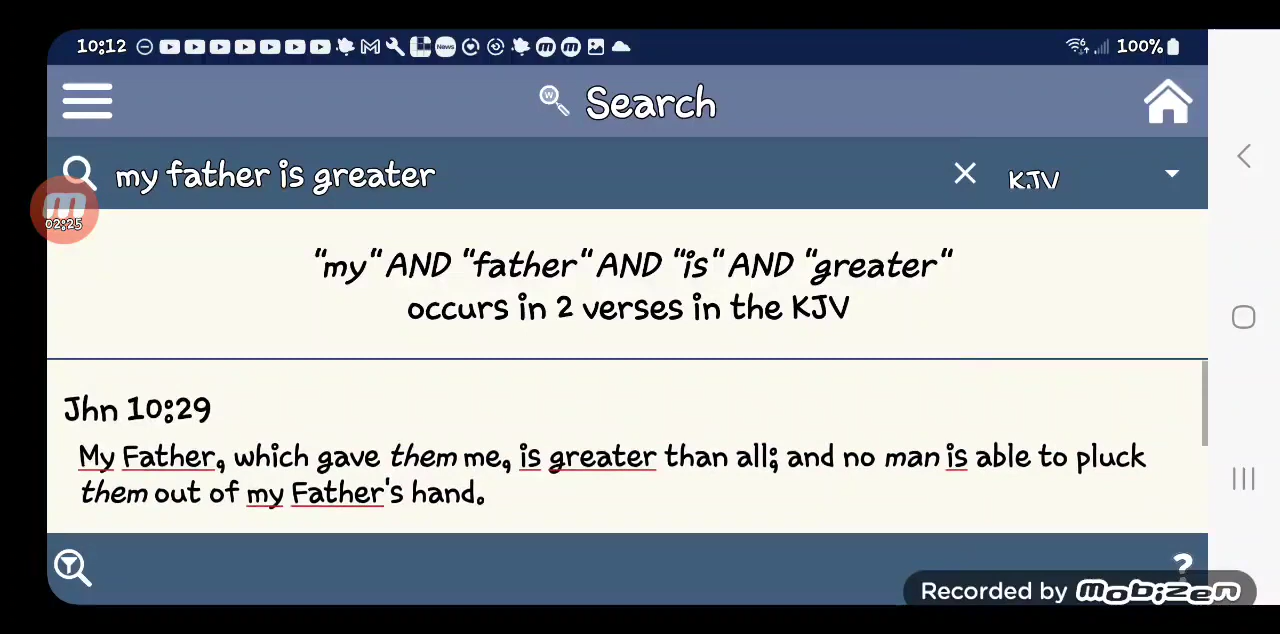 10:12
News
100%
Search
my father is greater
KJV
02:25
"my" AND "father" AND "is" AND "greater"
occurs in 2 verses in the KJV
Jhn 10:29
My Father, which gave them me, is greater than all; and no man is able to pluck
them out of my Father's hand.
?
Recorded by mobizen